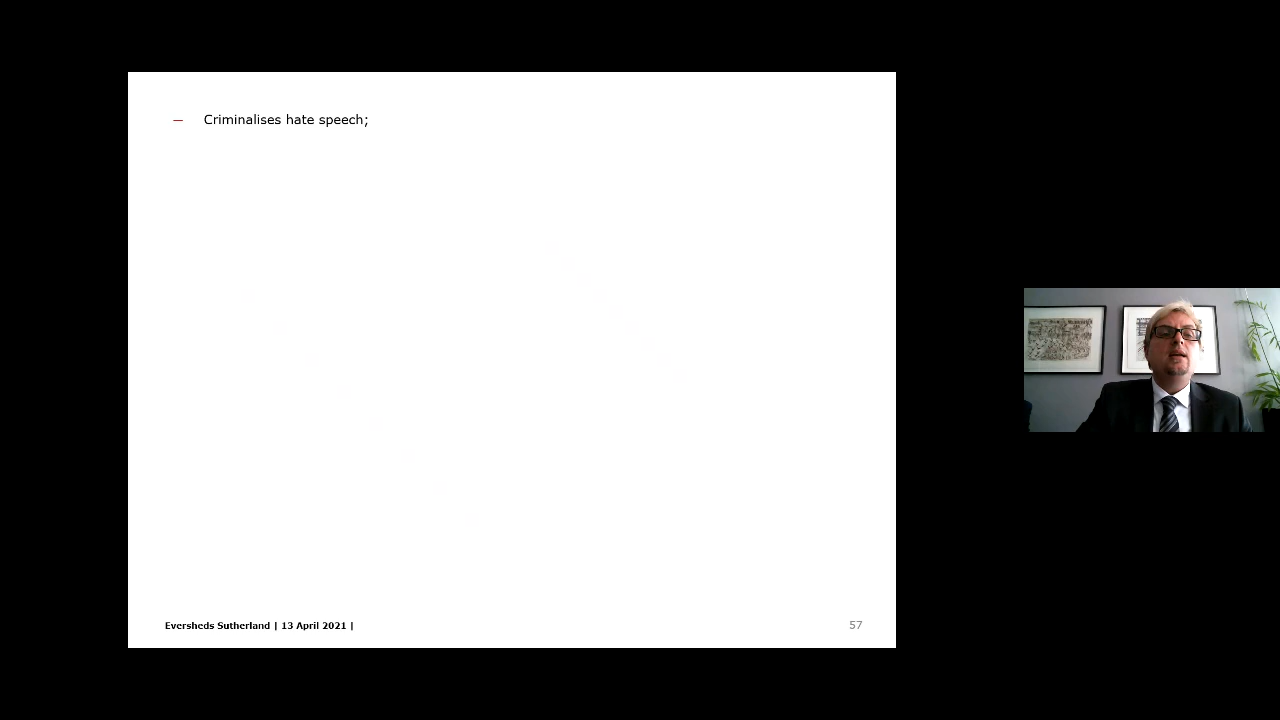 – Criminalises hate speech;
Eversheds Sutherland | 13 April 2021 |
57